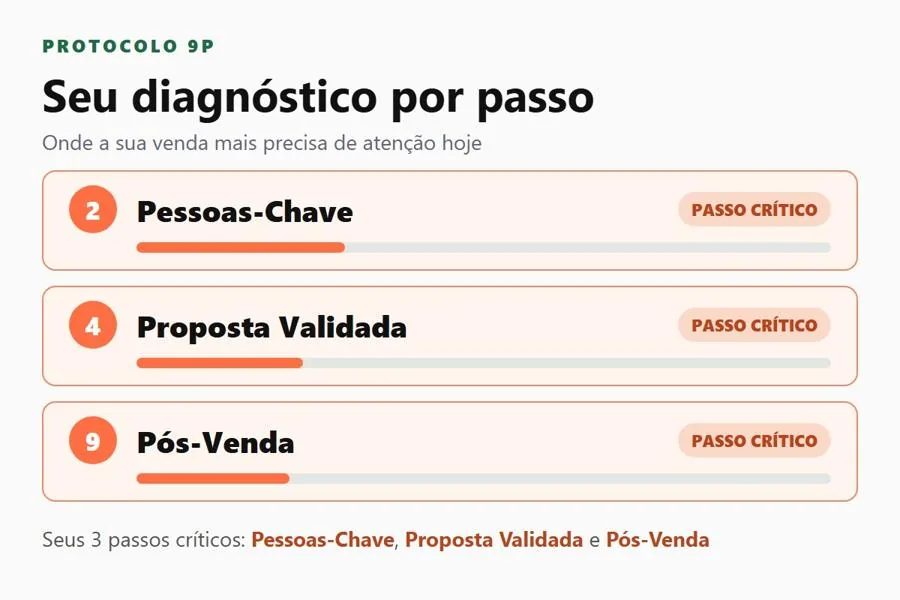 PROTOCOLO 9P
Seu diagnóstico por passo
Onde a sua venda mais precisa de atenção hoje
2 Pessoas-Chave PASSO CRÍTICO
4 Proposta Validada PASSO CRÍTICO
9 Pós-Venda PASSO CRÍTICO
Seus 3 passos críticos: Pessoas-Chave, Proposta Validada e Pós-Venda